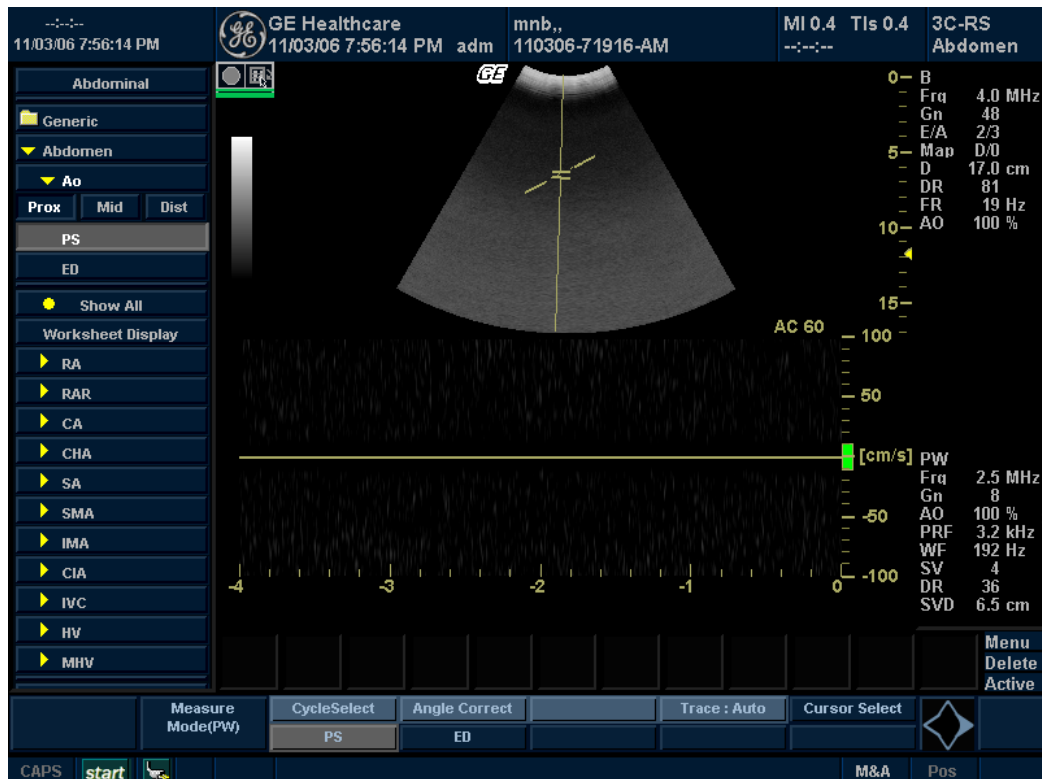 --:--:--
11/03/06 7:56:14 PM
GE Healthcare
11/03/06 7:56:14 PM adm
mnb,,
110306-71916-AM
MI 0.4 TIs 0.4
--:--:--
3C-RS
Abdomen
Abdominal
Generic
Abdomen
Ao
Prox Mid Dist
PS
ED
Show All
Worksheet Display
RA
RAR
CA
CHA
SA
SMA
IMA
CIA
IVC
HV
MHV
GE
0
5
10
15
B
Frq 4.0 MHz
Gn 48
E/A 2/3
Map D/0
D 17.0 cm
DR 81
FR 19 Hz
AO 100 %
AC 60
100
50
[cm/s]
-50
-100
-4 -3 -2 -1 0
PW
Frq 2.5 MHz
Gn 8
AO 100 %
PRF 3.2 kHz
WF 192 Hz
SV 4
DR 36
SVD 6.5 cm
Menu
Delete
Active
Measure
Mode(PW)
CycleSelect Angle Correct Trace : Auto Cursor Select
PS ED
CAPS start M&A Pos